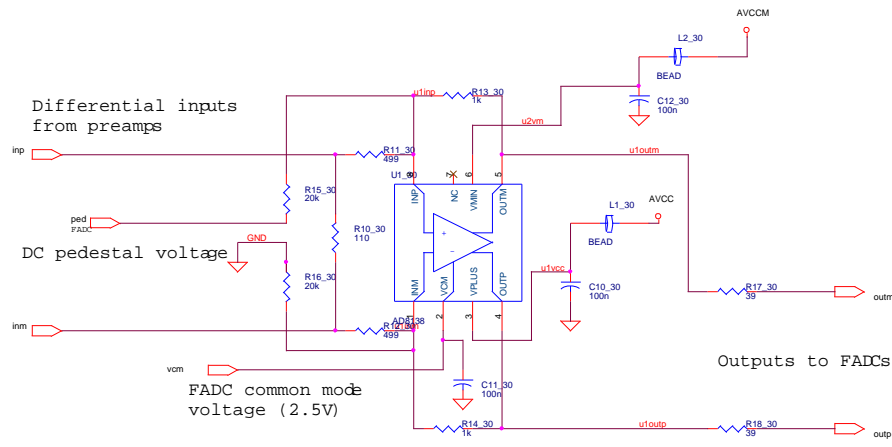 AVCCM
L2_30
BEAD
C12_30
100n
u1inp
R13_30
1k
u2vm
Differential inputs
from preamps
inp
R11_30
499
u1outm
U1_30
8
7
6
5
INP
NC
VMIN
OUTM
R15_30
20k
ped
FADC
L1_30
AVCC
BEAD
R10_30
110
GND
DC pedestal voltage
u1vcc
R16_30
20k
INM
VCM
VPLUS
OUTP
C10_30
100n
R17_30
39
outm
inm
AD8138
499
1
2
3
4
vcm
FADC common mode
voltage (2.5V)
C11_30
100n
Outputs to FADCs
R14_30
1k
u1outp
R18_30
39
outp